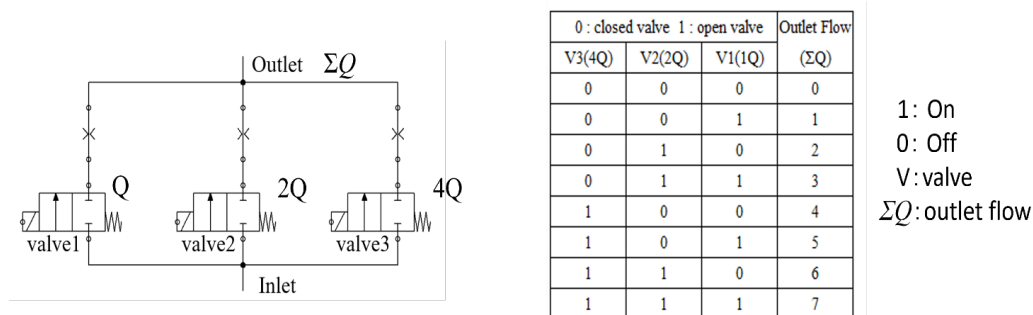 Outlet ΣQ
Q
2Q
4Q
valve1
valve2
valve3
Inlet
0 : closed valve 1 : open valve Outlet Flow
V3(4Q) V2(2Q) V1(1Q) (ΣQ)
0 0 0 0
0 0 1 1
0 1 0 2
0 1 1 3
1 0 0 4
1 0 1 5
1 1 0 6
1 1 1 7
1: On
0: Off
V:valve
ΣQ:outlet flow